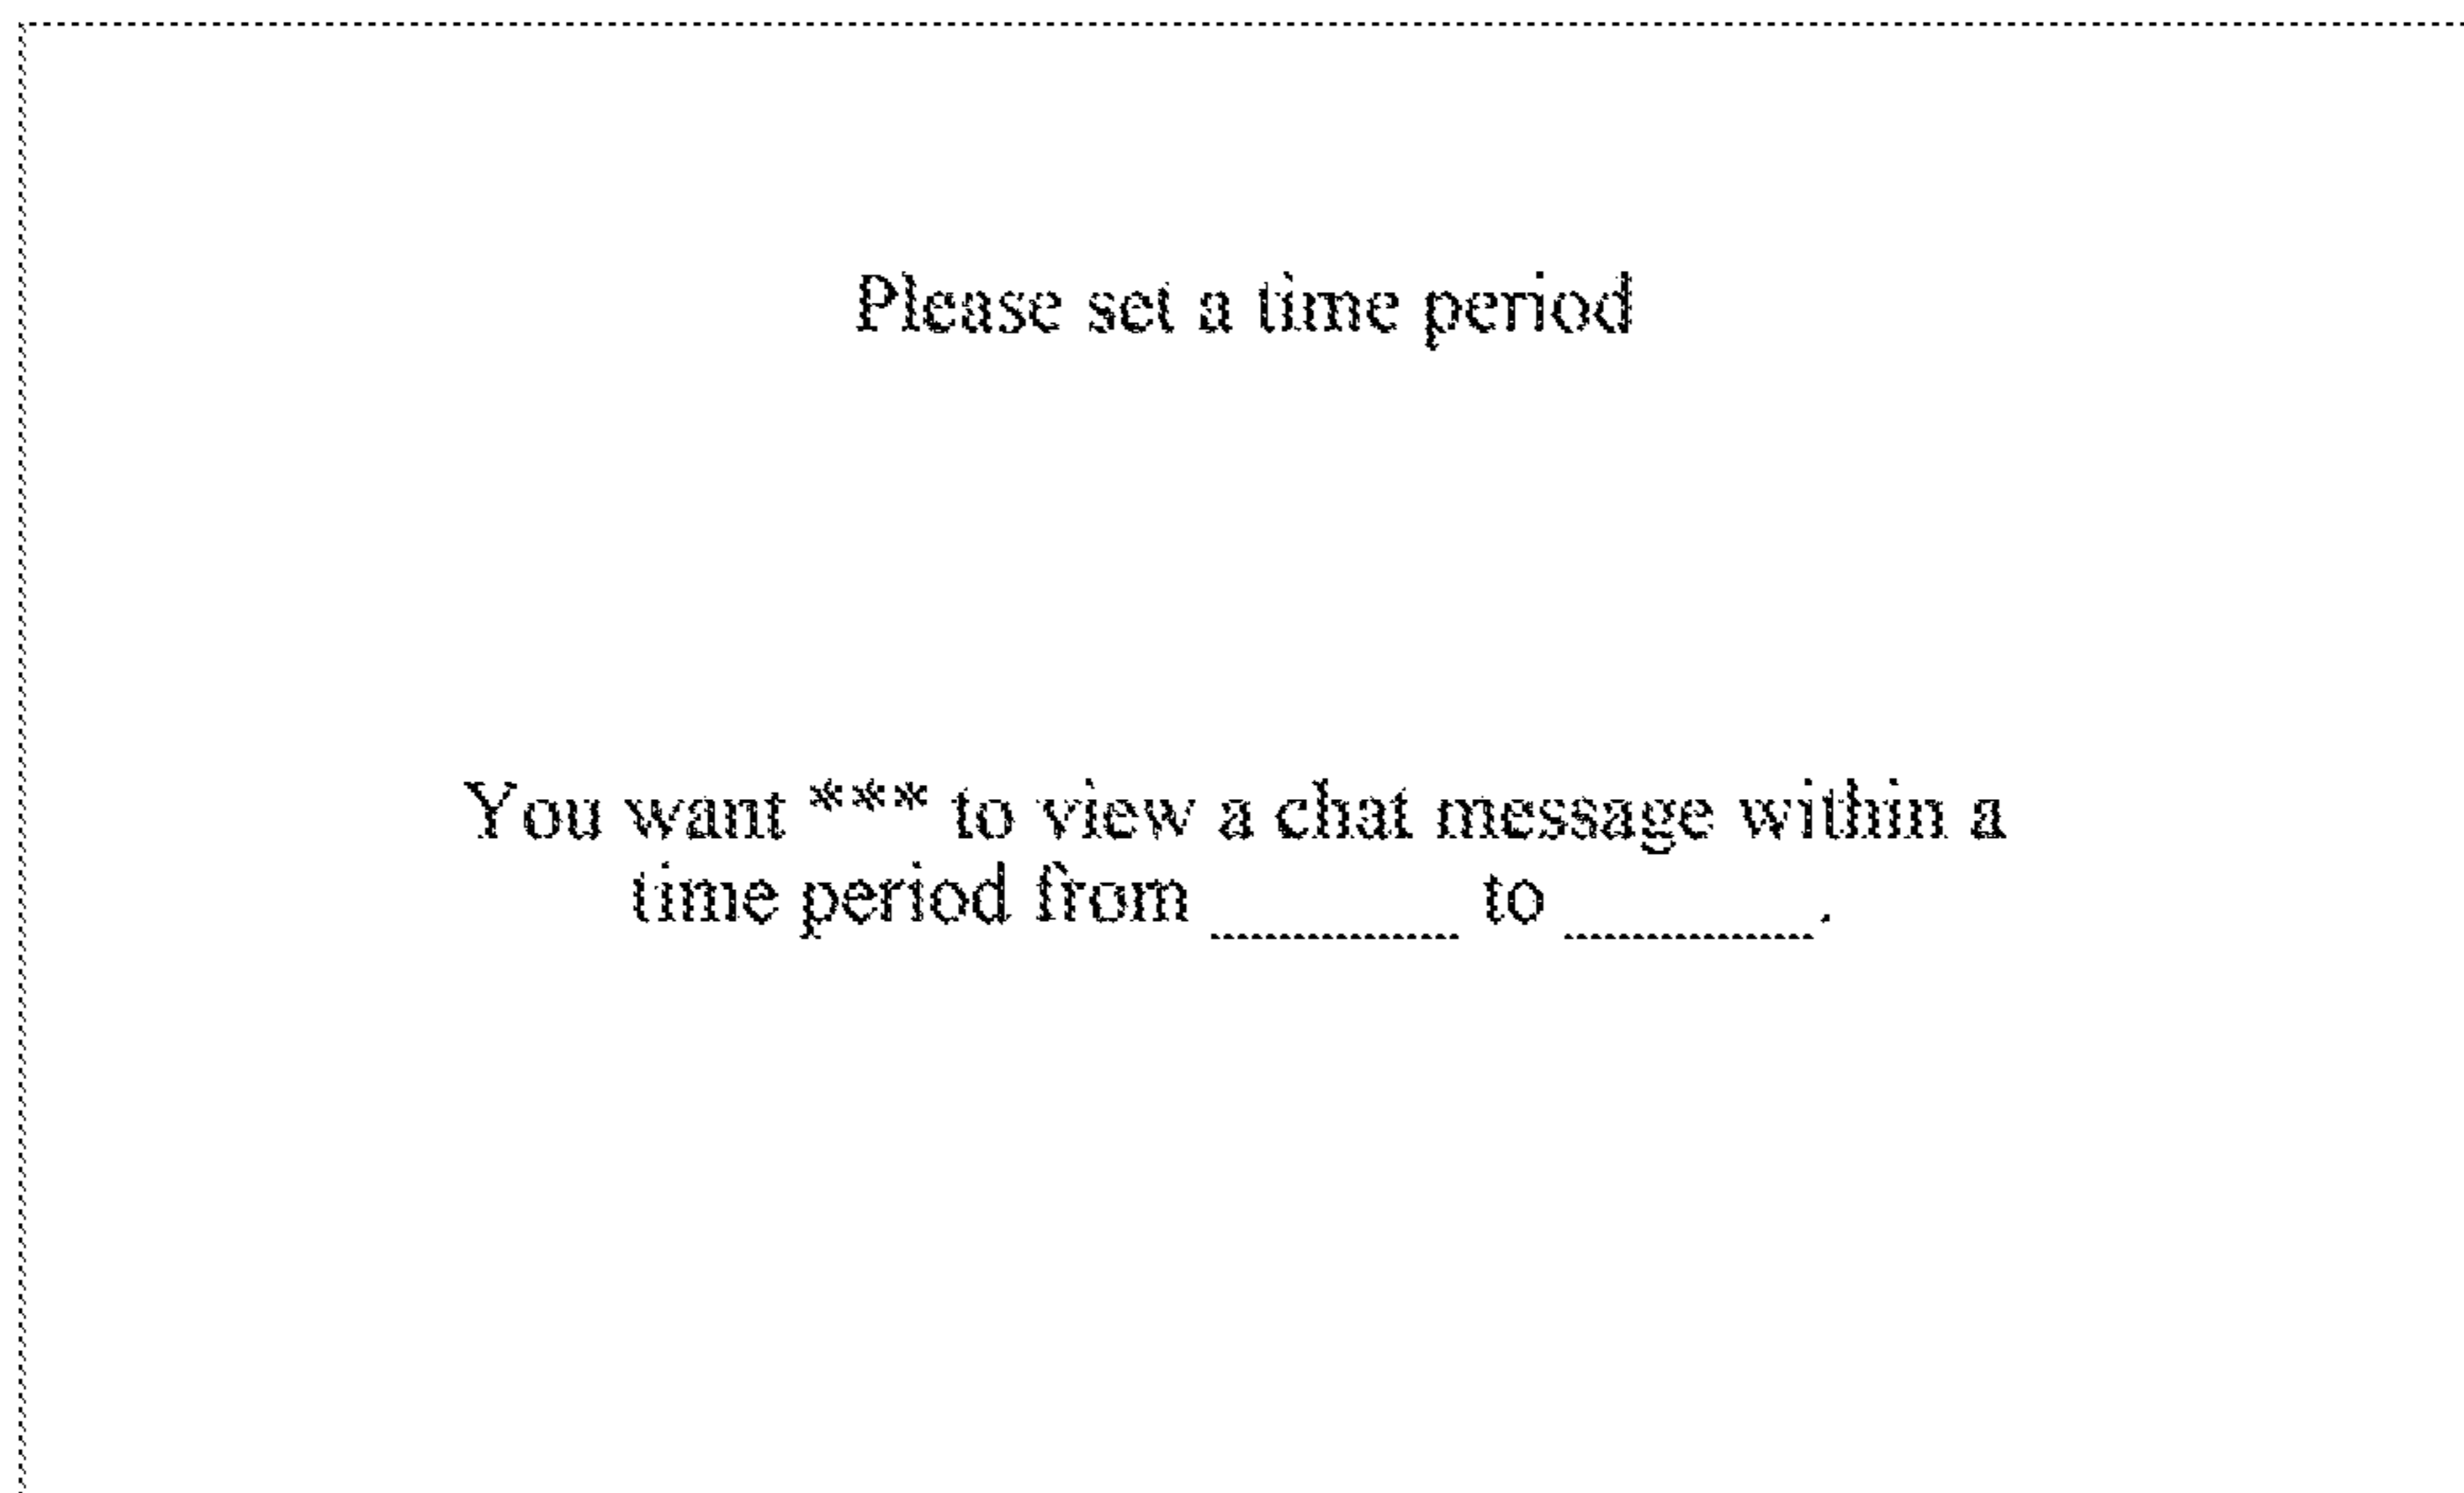 Please set a time period
You want *** to view a chat message within a
time period from ________ to ________.